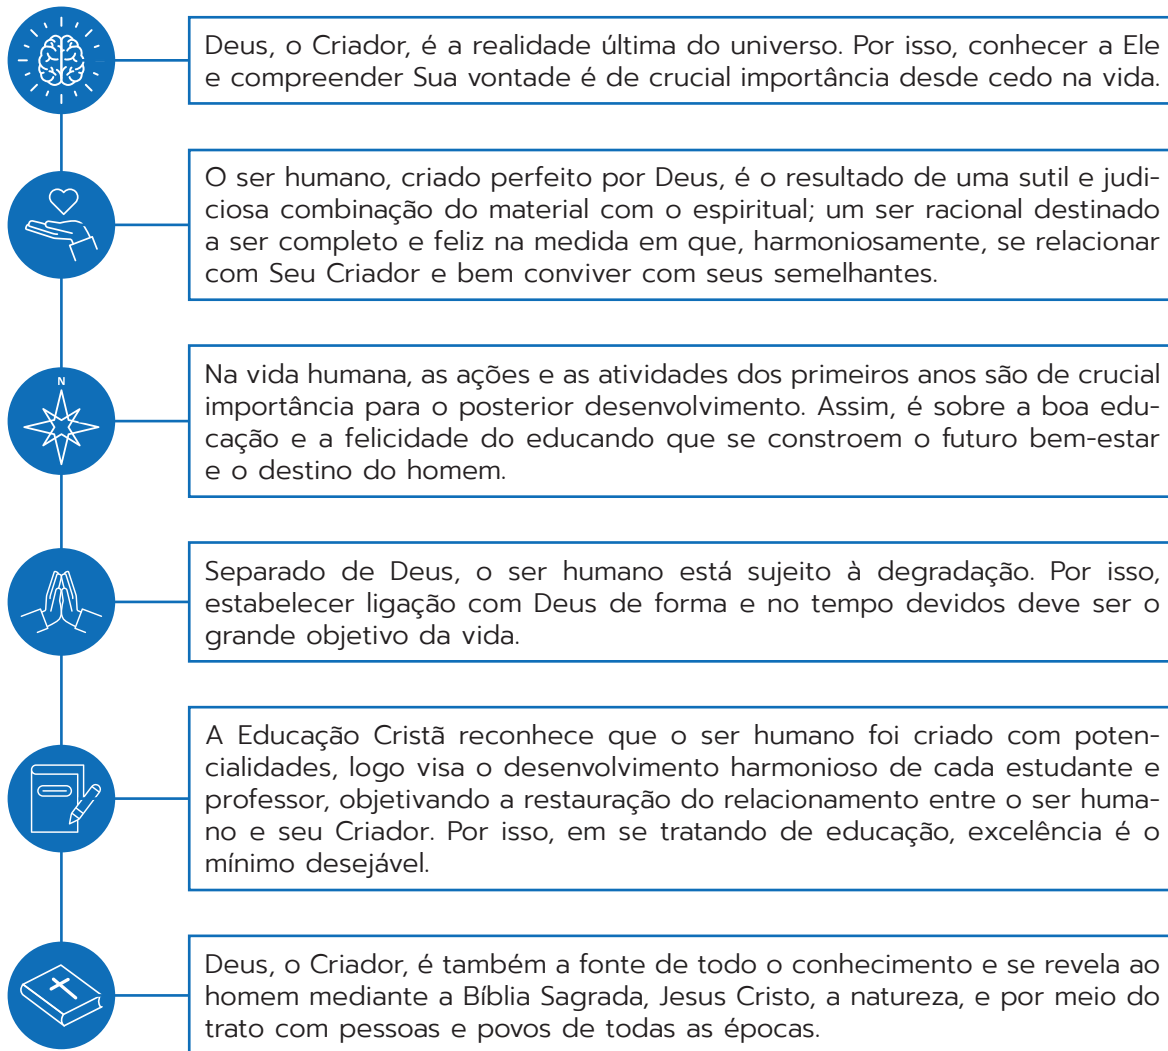 Deus, o Criador, é a realidade última do universo. Por isso, conhecer a Ele
e compreender Sua vontade é de crucial importância desde cedo na vida.
O ser humano, criado perfeito por Deus, é o resultado de uma sutil e judi-
ciosa combinação do material com o espiritual; um ser racional destinado
a ser completo e feliz na medida em que, harmoniosamente, se relacionar
com Seu Criador e bem conviver com seus semelhantes.
N
Na vida humana, as ações e as atividades dos primeiros anos são de crucial
importância para o posterior desenvolvimento. Assim, é sobre a boa edu-
cação e a felicidade do educando que se constroem o futuro bem-estar
e o destino do homem.
Separado de Deus, o ser humano está sujeito à degradação. Por isso,
estabelecer ligação com Deus de forma e no tempo devidos deve ser o
grande objetivo da vida.
A Educação Cristã reconhece que o ser humano foi criado com poten-
cialidades, logo visa o desenvolvimento harmonioso de cada estudante e
professor, objetivando a restauração do relacionamento entre o ser huma-
no e seu Criador. Por isso, em se tratando de educação, excelência é o
mínimo desejável.
Deus, o Criador, é também a fonte de todo o conhecimento e se revela ao
homem mediante a Bíblia Sagrada, Jesus Cristo, a natureza, e por meio do
trato com pessoas e povos de todas as épocas.